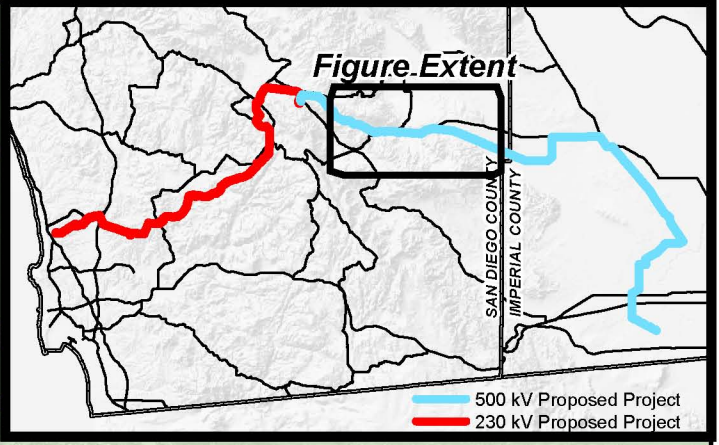 Figure Extent
SAN DIEGO COUNTY
IMPERIAL COUNTY
500 kV Proposed Project
230 kV Proposed Project